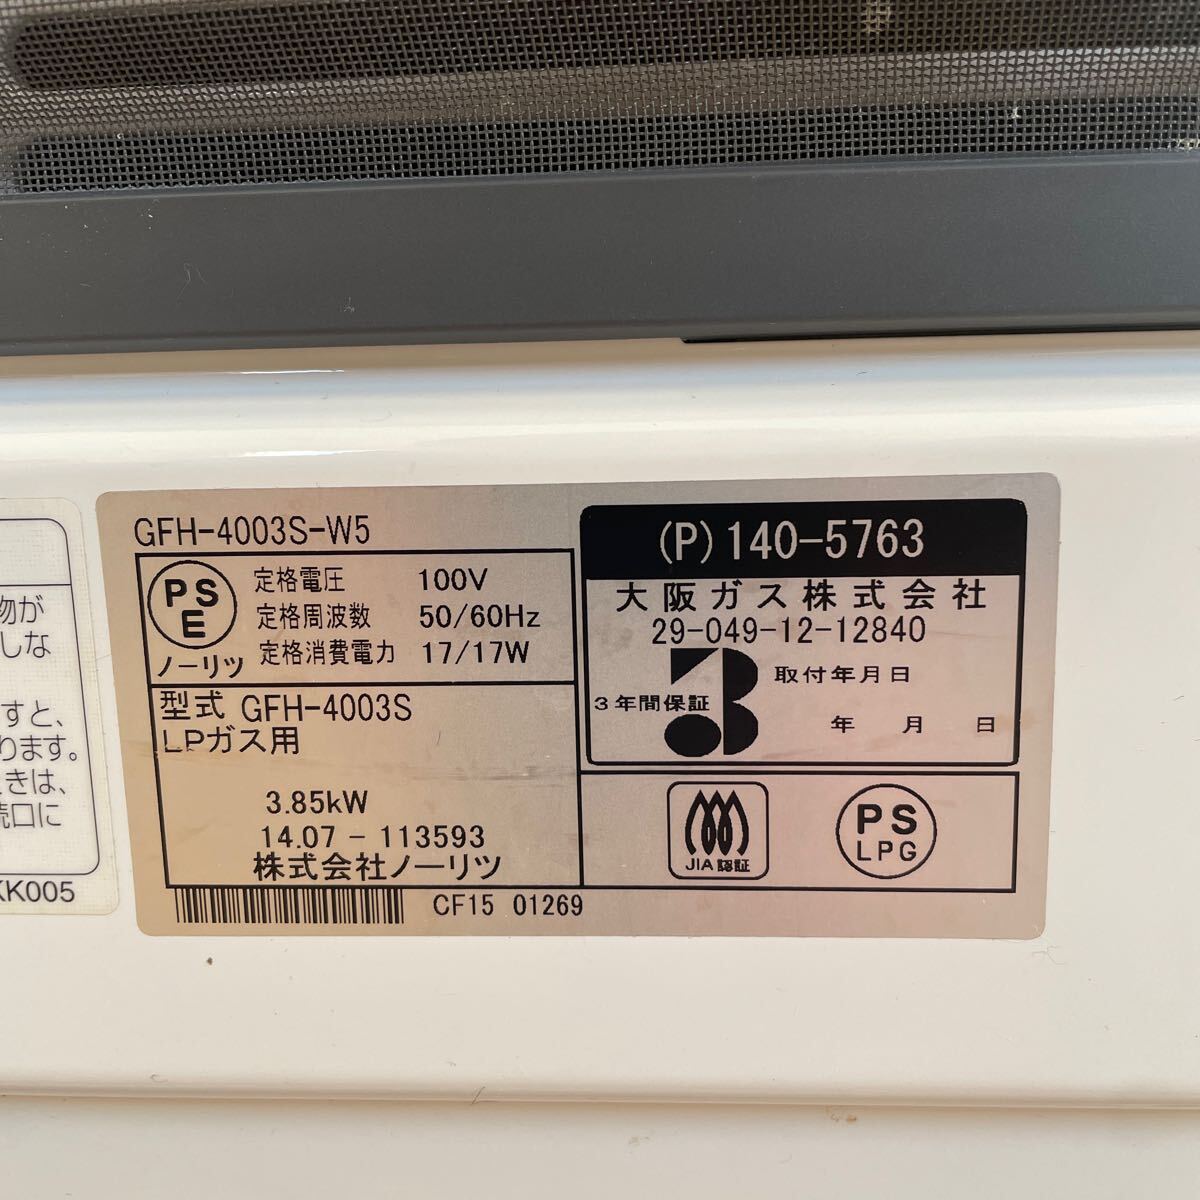 物が
しな
すと、
ります。
きは、
続口に
KK005
GFH-4003S-W5
PS
E
ノーリツ
定格電圧 100V
定格周波数 50/60Hz
定格消費電力 17/17W
型式 GFH-4003S
LPガス用
3.85kW
14.07 - 113593
株式会社ノーリツ
CF15 01269
(P)140-5763
大阪ガス株式会社
29-049-12-12840
3年間保証
取付年月日
年 月 日
JIA認証
PS
LPG